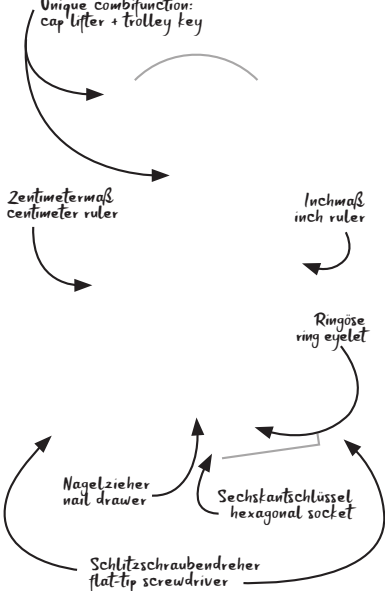 Unique combifunction:
cap lifter + trolley key
Zentimetermaß
centimeter ruler
Inchmaß
inch ruler
Ringöse
ring eyelet
Nagelzieher
nail drawer
Sechskantschlüssel
hexagonal socket
Schlitzschraubendreher
flat-tip screwdriver